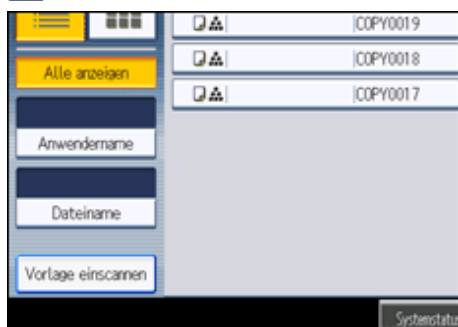 COPY0019
COPY0018
Alle anzeigen
COPY0017
Anwendername
Dateiname
Vorlage einscannen
Systemstatu